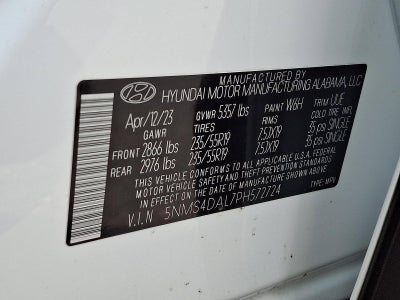 MANUFACTURED BY
HYUNDAI MOTOR MANUFACTURING ALABAMA, LLC
Apr/12/23 GVWR 5357 lbs PAINT W6H TRIM UUE
GAWR TIRES RIMS COLD TIRE INFL
FRONT 2866 lbs 235/55R19 7.5JX19 35 psi SINGLE
REAR 2976 lbs 235/55R19 7.5JX19 35 psi SINGLE
THIS VEHICLE CONFORMS TO ALL APPLICABLE U.S. FEDERAL
MOTOR VEHICLE SAFETY AND THEFT PREVENTION STANDARDS
IN EFFECT ON THE DATE OF MANUFACTURE SHOWN ABOVE.
V.I.N 5NMS4DAL7PH572724 TYPE: MPV